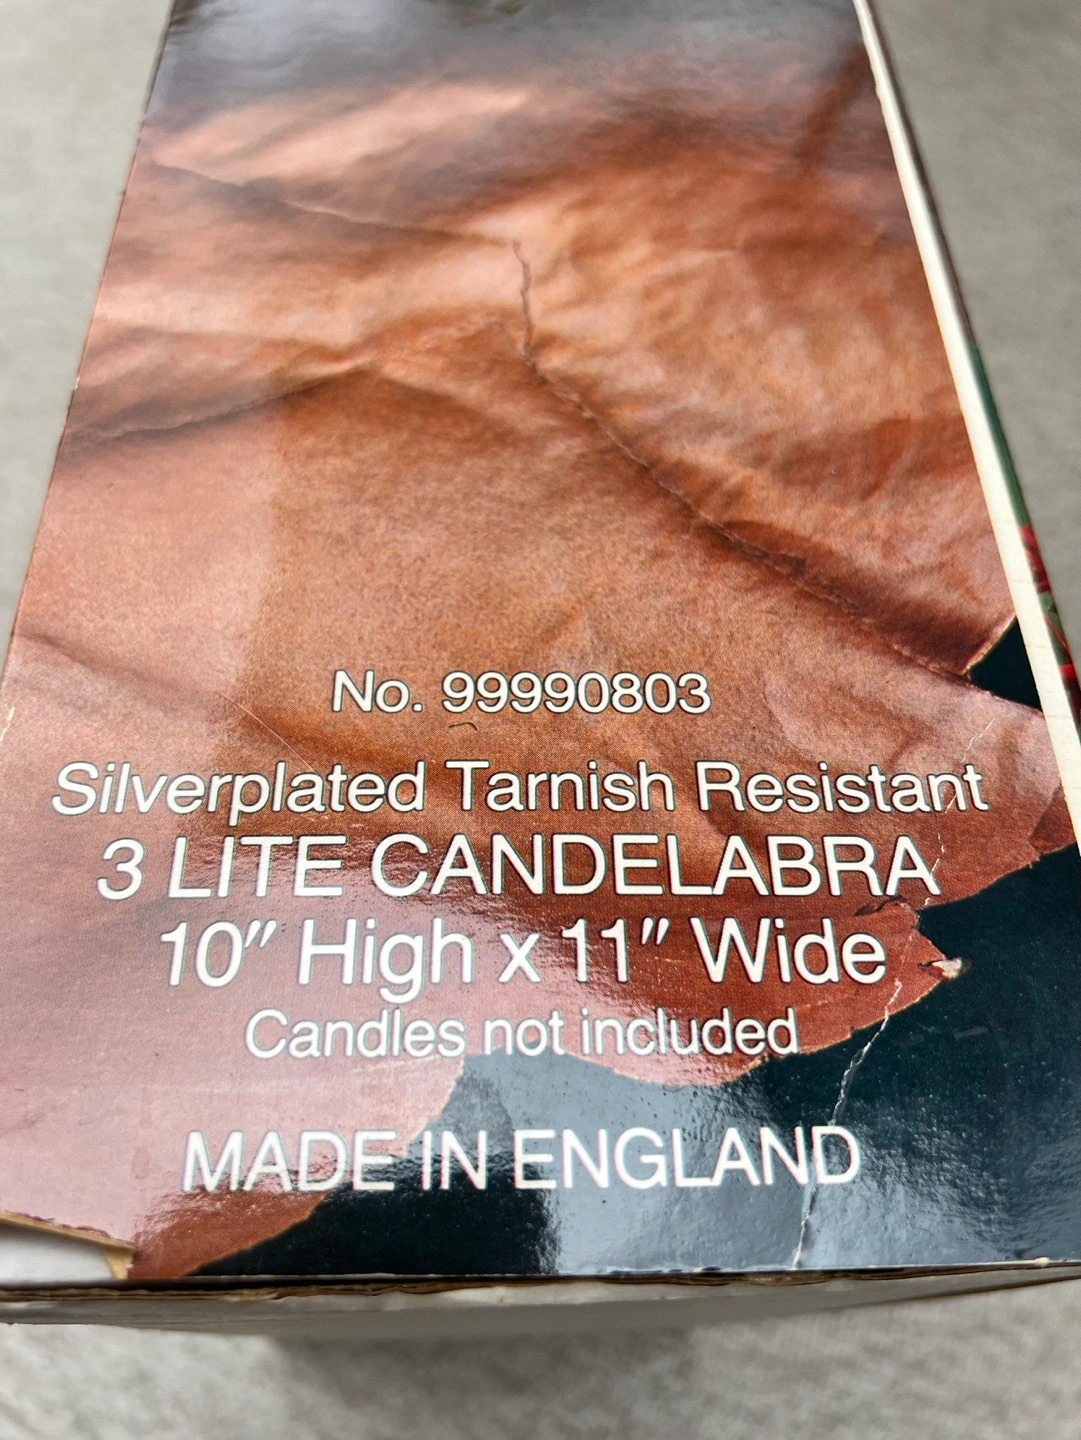 No. 99990803
Silverplated Tarnish Resistant
3 LITE CANDELABRA
10" High x 11" Wide
Candles not included
MADE IN ENGLAND